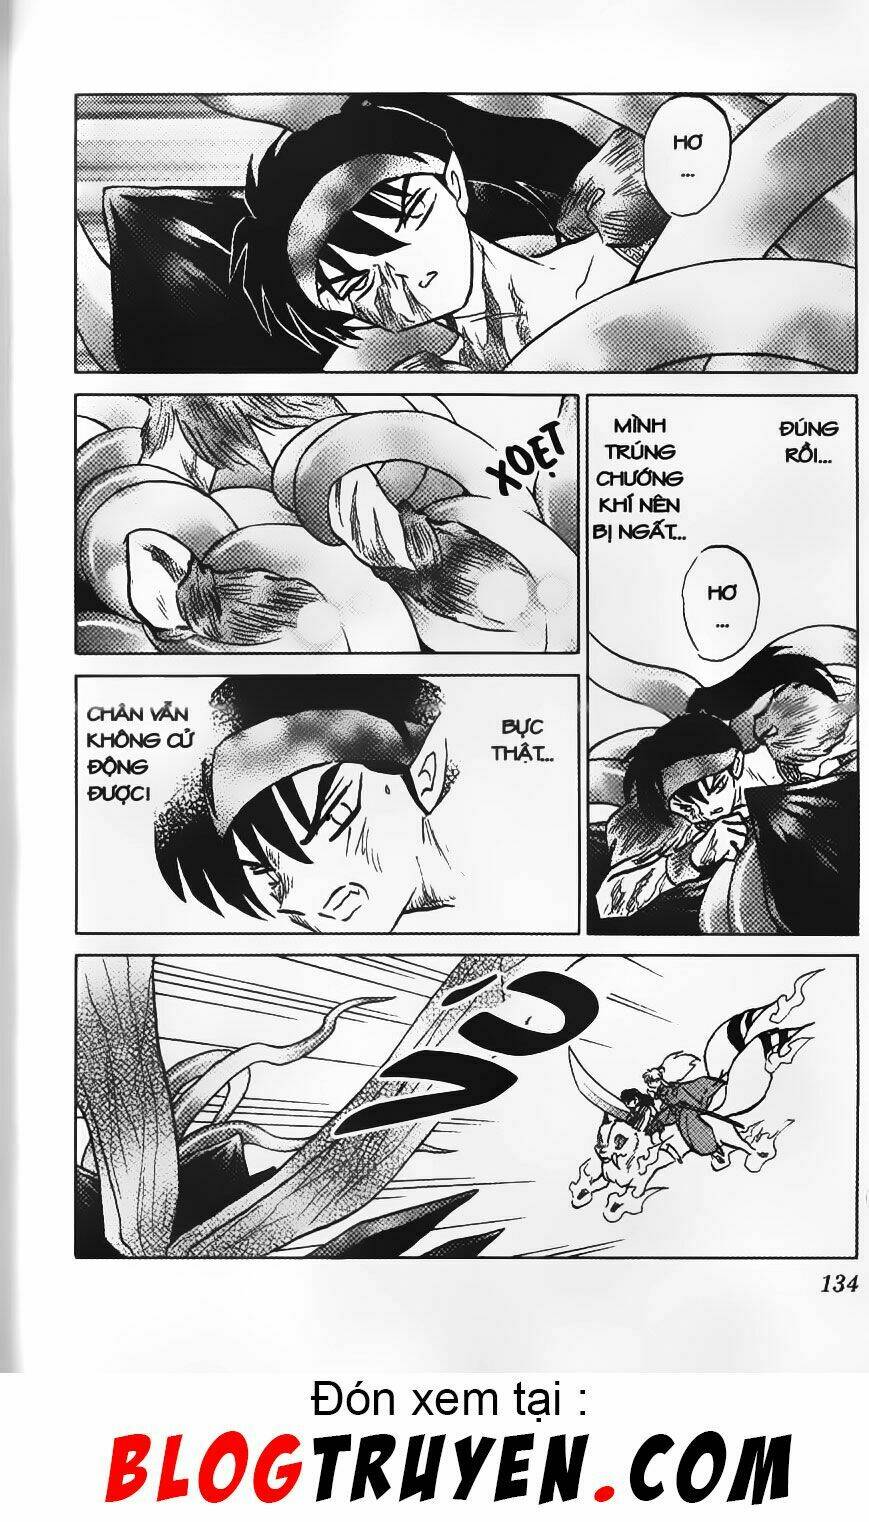 HƠ
...
ĐÚNG
RỒI...
MÌNH
TRÚNG
CHƯỚNG
KHÍ NÊN
BỊ NGẤT...
HƠ
...
XOẸT
BỰC
THẬT...
CHÂN VẪN
KHÔNG CỬ
ĐỘNG
ĐƯỢC!
VÚ
134
Đón xem tại :
BLOGTRUYEN.COM